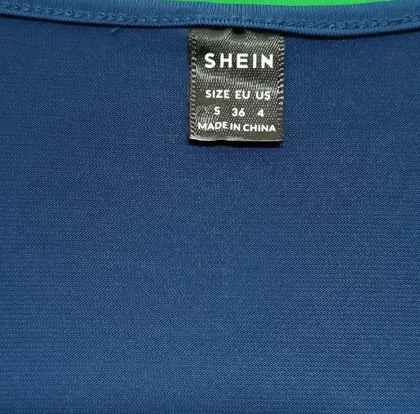 SHEIN
SIZE EU US
S 36 4
MADE IN CHINA